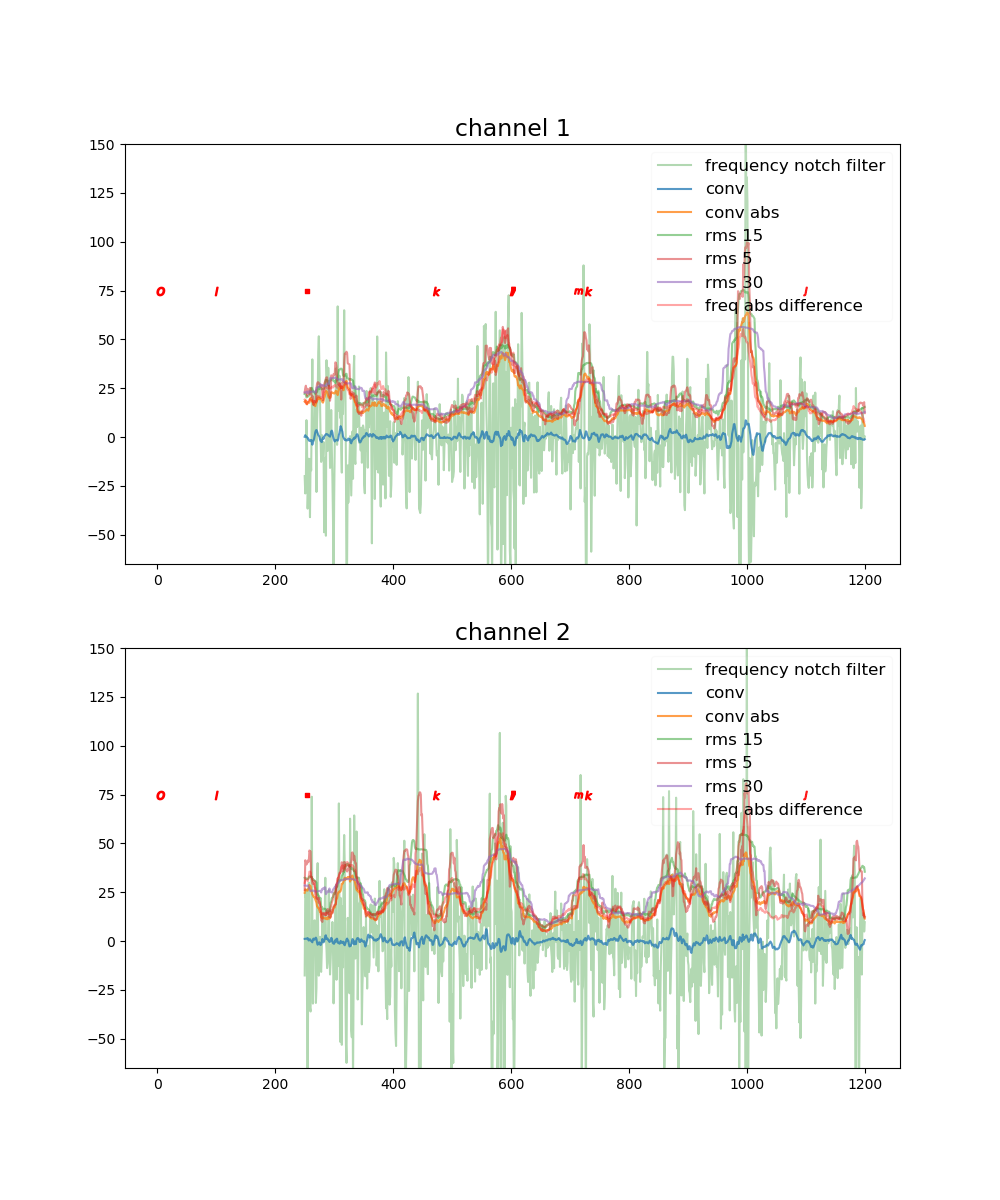 channel 1
150
125
100
75
50
25
0
−25
−50
frequency notch filter
conv
conv abs
rms 15
rms 5
rms 30
freq abs difference
O l k m k J
0 200 400 600 800 1000 1200
channel 2
150
125
100
75
50
25
0
−25
−50
frequency notch filter
conv
conv abs
rms 15
rms 5
rms 30
freq abs difference
O l k m k J
0 200 400 600 800 1000 1200